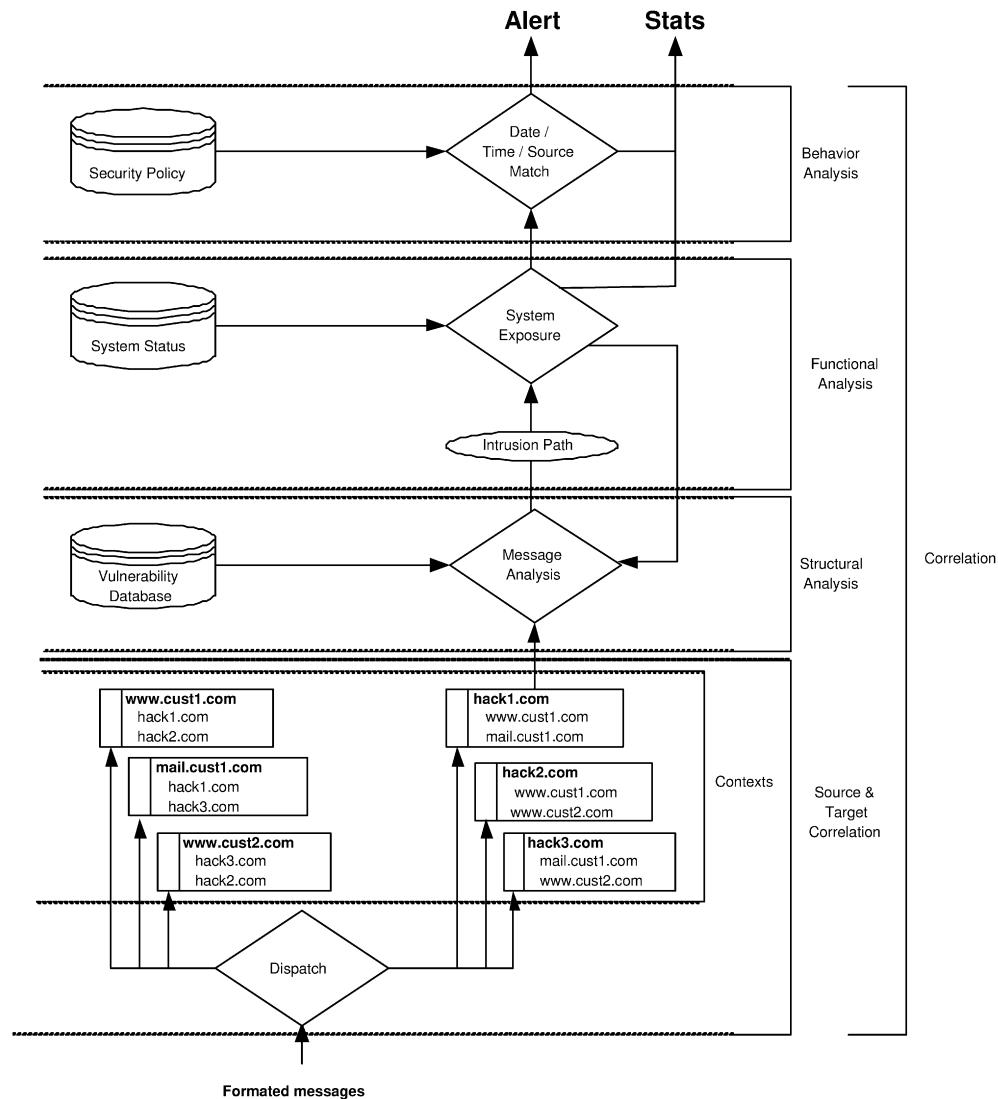 Alert
Stats
Date /
Time / Source
Match
Security Policy
Behavior
Analysis
System
Exposure
System Status
Functional
Analysis
Intrusion Path
Message
Analysis
Vulnerability
Database
Structural
Analysis
Correlation
www.cust1.com
hack1.com
hack2.com
mail.cust1.com
hack1.com
hack3.com
www.cust2.com
hack3.com
hack2.com
hack1.com
www.cust1.com
mail.cust1.com
hack2.com
www.cust1.com
www.cust2.com
hack3.com
mail.cust1.com
www.cust2.com
Contexts
Source &
Target
Correlation
Dispatch
Formated messages